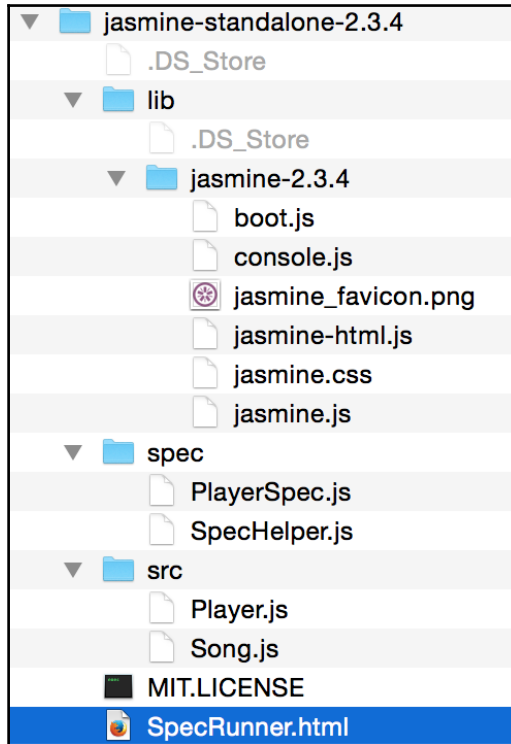 jasmine-standalone-2.3.4
.DS_Store
lib
.DS_Store
jasmine-2.3.4
boot.js
console.js
jasmine_favicon.png
jasmine-html.js
jasmine.css
jasmine.js
spec
PlayerSpec.js
SpecHelper.js
src
Player.js
Song.js
MIT.LICENSE
SpecRunner.html